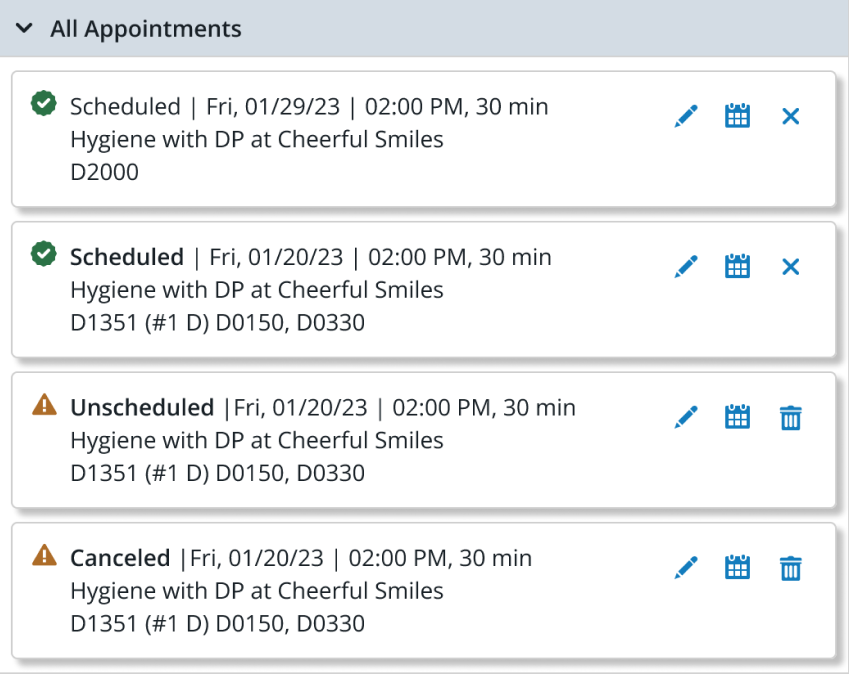 All Appointments
Scheduled | Fri, 01/29/23 | 02:00 PM, 30 min
Hygiene with DP at Cheerful Smiles
D2000
Scheduled | Fri, 01/20/23 | 02:00 PM, 30 min
Hygiene with DP at Cheerful Smiles
D1351 (#1 D) D0150, D0330
Unscheduled |Fri, 01/20/23 | 02:00 PM, 30 min
Hygiene with DP at Cheerful Smiles
D1351 (#1 D) D0150, D0330
Canceled |Fri, 01/20/23 | 02:00 PM, 30 min
Hygiene with DP at Cheerful Smiles
D1351 (#1 D) D0150, D0330